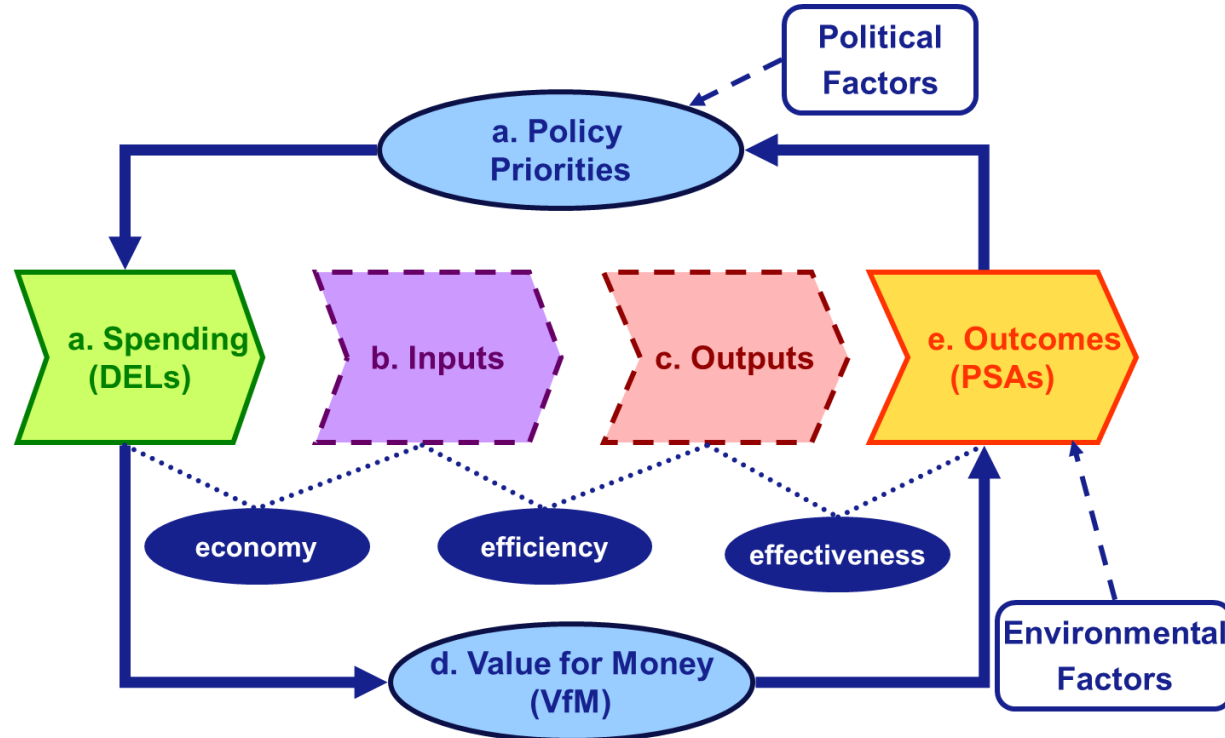 Political
Factors
a. Policy
Priorities
a. Spending
(DELs)
b. Inputs
c. Outputs
e. Outcomes
(PSAs)
economy
efficiency
effectiveness
d. Value for Money
(VfM)
Environmental
Factors